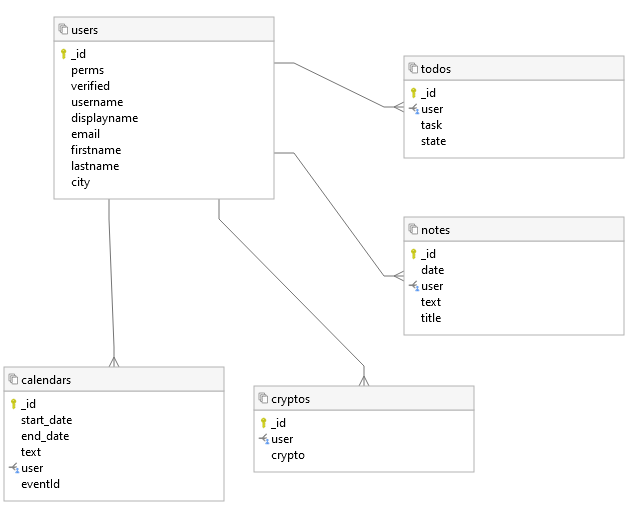 users
_id
perms
verified
username
displayname
email
firstname
lastname
city
todos
_id
user
task
state
notes
_id
date
user
text
title
calendars
_id
start_date
end_date
text
user
eventId
cryptos
_id
user
crypto